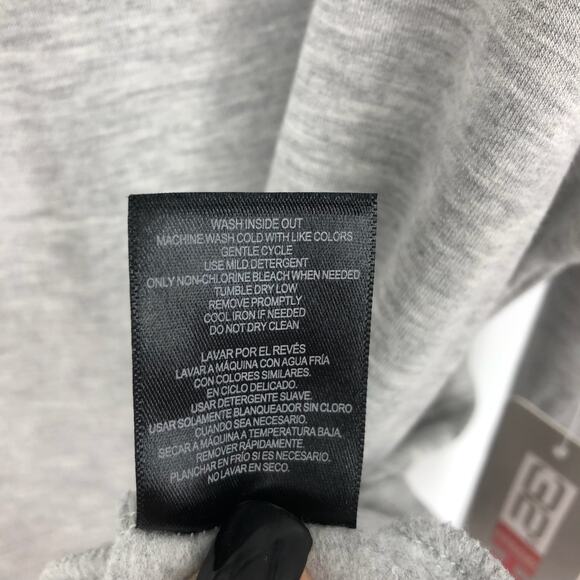 WASH INSIDE OUT
MACHINE WASH COLD WITH LIKE COLORS
GENTLE CYCLE
USE MILD DETERGENT
ONLY NON-CHLORINE BLEACH WHEN NEEDED
TUMBLE DRY LOW
REMOVE PROMPTLY
COOL IRON IF NEEDED
DO NOT DRY CLEAN
LAVAR POR EL REVÉS
LAVAR A MÁQUINA CON AGUA FRÍA
CON COLORES SIMILARES.
EN CICLO DELICADO.
USAR DETERGENTE SUAVE.
USAR SOLAMENTE BLANQUEADOR SIN CLORO
CUANDO SEA NECESARIO.
SECAR A MÁQUINA A TEMPERATURA BAJA,
REMOVER RÁPIDAMENTE.
PLANCHAR EN FRÍO SI ES NECESARIO.
NO LAVAR EN SECO.